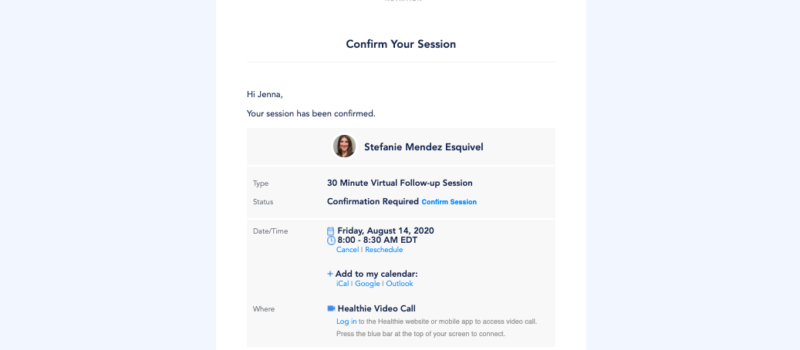 Confirm Your Session
Hi Jenna,
Your session has been confirmed.
Stefanie Mendez Esquivel
Type 30 Minute Virtual Follow-up Session
Status Confirmation Required Confirm Session
Date/Time Friday, August 14, 2020
8:00 - 8:30 AM EDT
Cancel | Reschedule
+ Add to my calendar:
iCal | Google | Outlook
Where Healthie Video Call
Log in to the Healthie website or mobile app to access video call.
Press the blue bar at the top of your screen to connect.